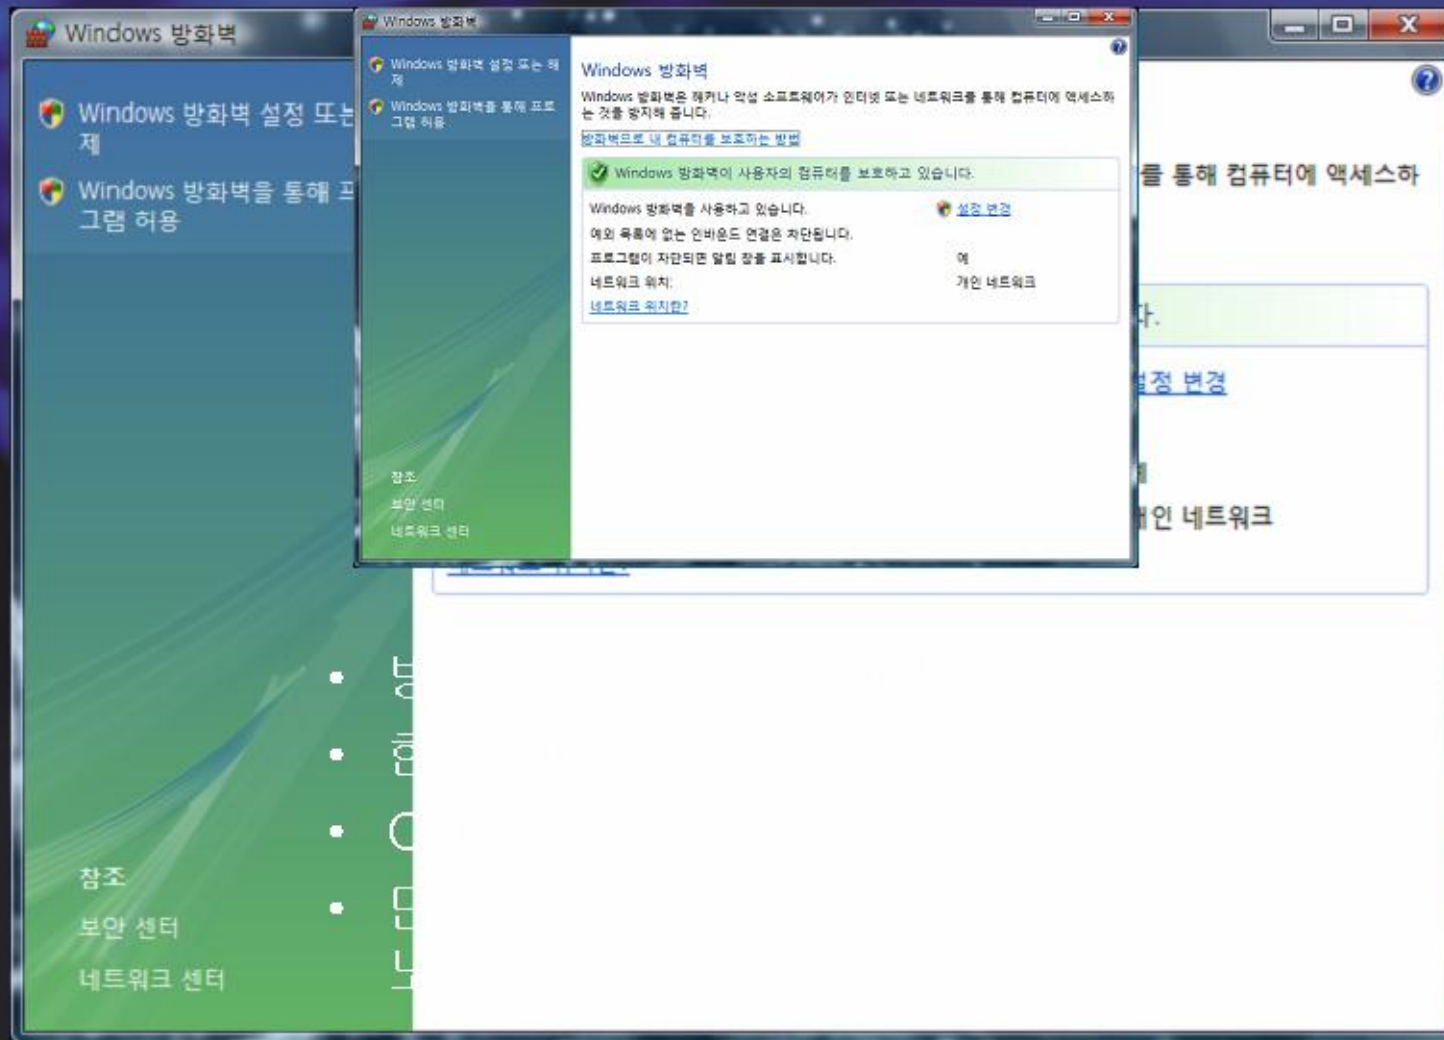 Windows 방화벽
Windows 방화벽 설정 또는
제
Windows 방화벽을 통해 프
그램 허용
참조
보안 센터
네트워크 센터
Windows 방화벽
Windows 방화벽 설정 또는 해
제
Windows 방화벽을 통해 프로
그램 허용
참조
보안 센터
네트워크 센터
Windows 방화벽
Windows 방화벽은 해커나 악성 소프트웨어가 인터넷 또는 네트워크를 통해 컴퓨터에 액세스하
는 것을 방지해 줍니다.
방화벽으로 내 컴퓨터를 보호하는 방법
Windows 방화벽이 사용자의 컴퓨터를 보호하고 있습니다.
Windows 방화벽을 사용하고 있습니다. 설정 변경
예외 목록에 없는 인바운드 연결은 차단됩니다.
프로그램이 차단되면 알림 창을 표시합니다. 예
네트워크 위치: 개인 네트워크
네트워크 위치란?
를 통해 컴퓨터에 액세스하
다.
설정 변경
개인 네트워크